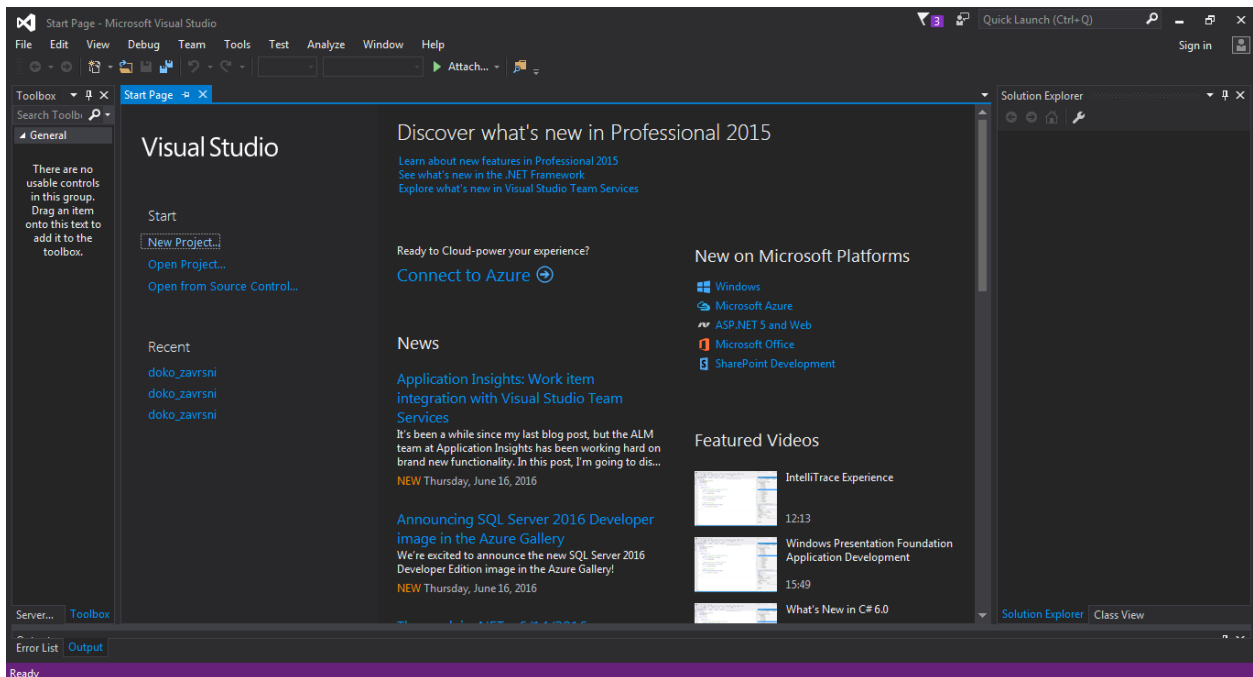 Start Page - Microsoft Visual Studio
3
Quick Launch (Ctrl+Q)
File Edit View Debug Team Tools Test Analyze Window Help
Sign in
Attach...
Toolbox
Search Toolb
General
There are no
usable controls
in this group.
Drag an item
onto this text to
add it to the
toolbox.
Server... Toolbox
Start Page
Visual Studio
Start
New Project...
Open Project...
Open from Source Control...
Recent
doko_zavrsni
doko_zavrsni
doko_zavrsni
Discover what's new in Professional 2015
Learn about new features in Professional 2015
See what's new in the .NET Framework
Explore what's new in Visual Studio Team Services
Ready to Cloud-power your experience?
Connect to Azure
News
Application Insights: Work item
integration with Visual Studio Team
Services
It's been a while since my last blog post, but the ALM
team at Application Insights has been working hard on
brand new functionality. In this post, I'm going to dis...
NEW Thursday, June 16, 2016
Announcing SQL Server 2016 Developer
image in the Azure Gallery
We're excited to announce the new SQL Server 2016
Developer Edition image in the Azure Gallery!
NEW Thursday, June 16, 2016
New on Microsoft Platforms
Windows
Microsoft Azure
ASP.NET 5 and Web
Microsoft Office
SharePoint Development
Featured Videos
IntelliTrace Experience
12:13
Windows Presentation Foundation
Application Development
15:49
What's New in C# 6.0
Solution Explorer
Solution Explorer Class View
Error List Output
Ready